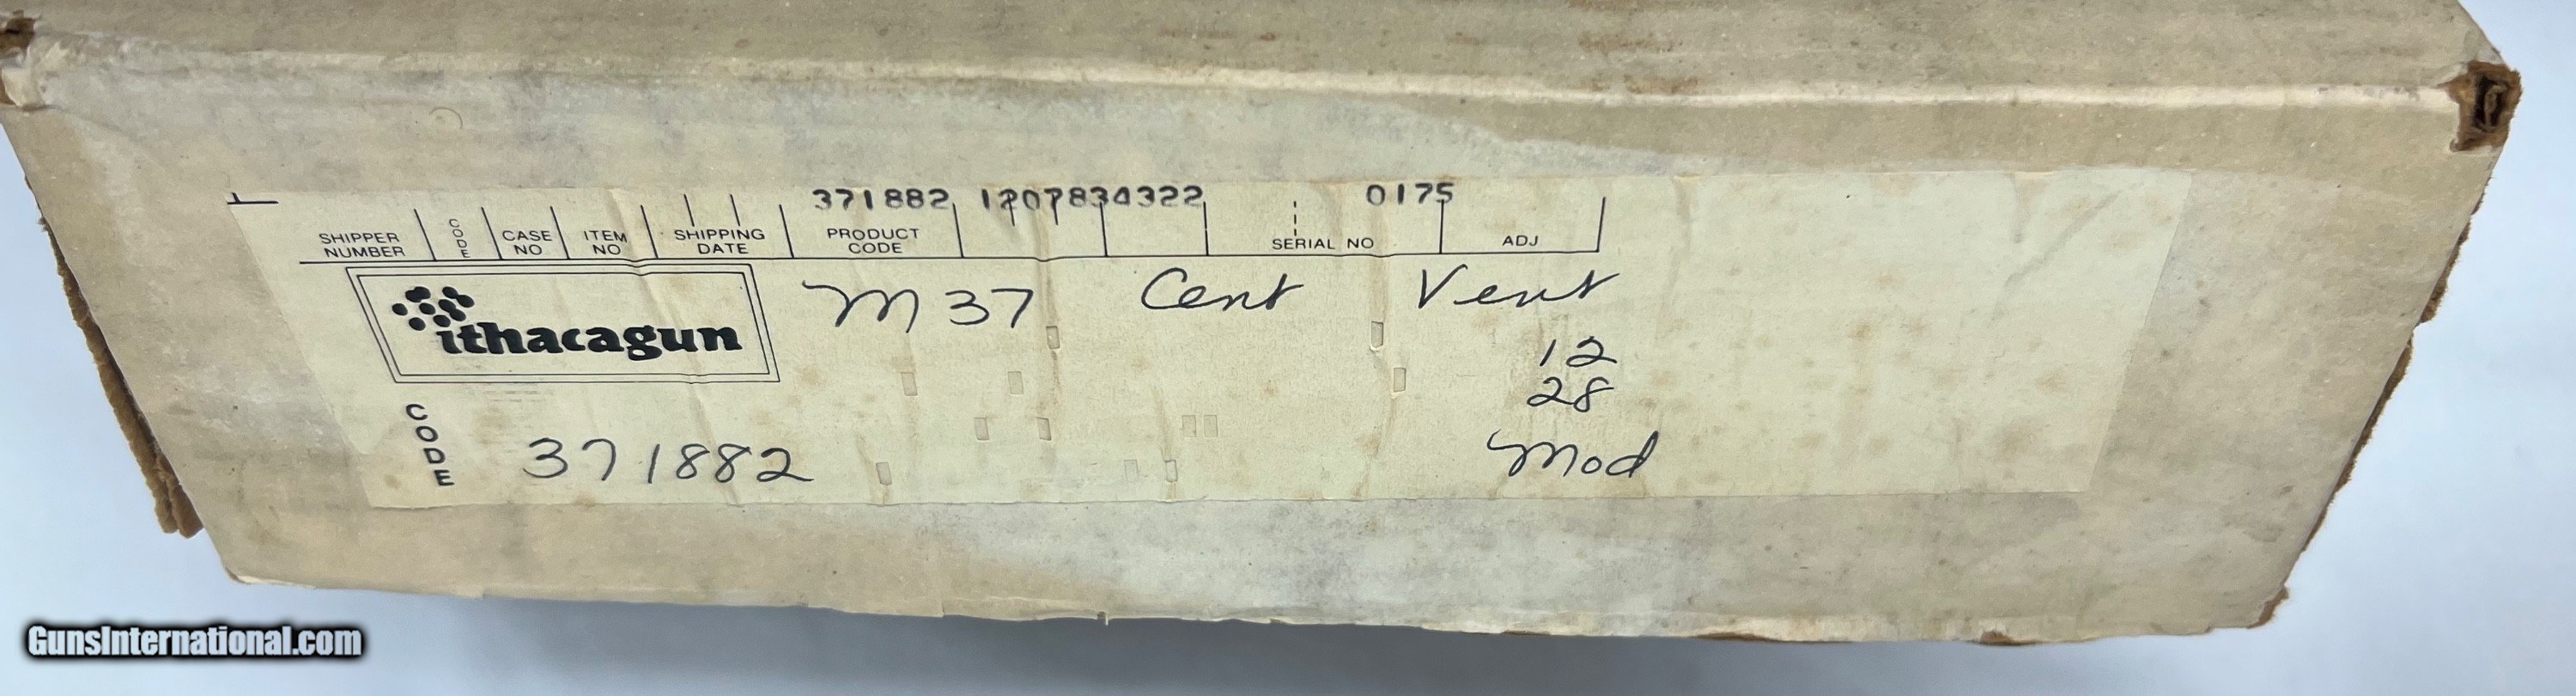 371882 1207834322 0175
SHIPPER NUMBER CODE CASE NO ITEM NO SHIPPING DATE PRODUCT CODE SERIAL NO ADJ
ithacagun
M 37 Cent Vent
12
28
CODE 371882 Mod
GunsInternational.com